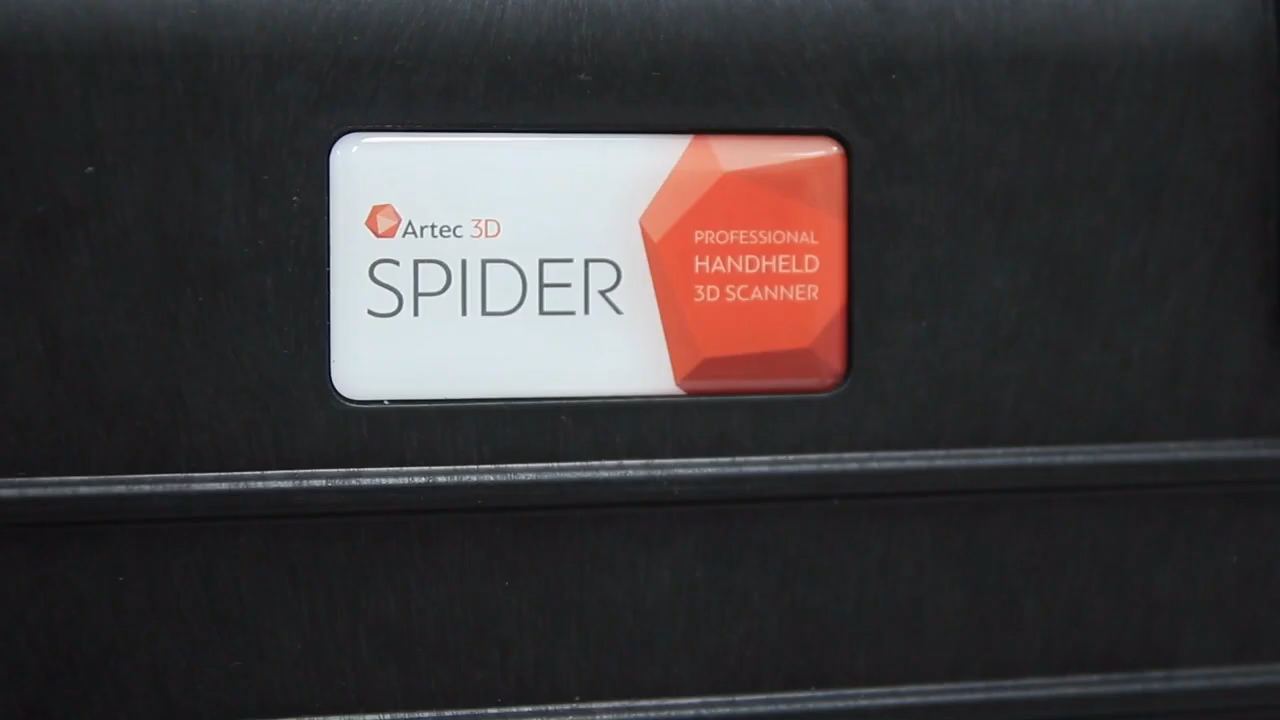 Artec 3D
SPIDER
PROFESSIONAL
HANDHELD
3D SCANNER